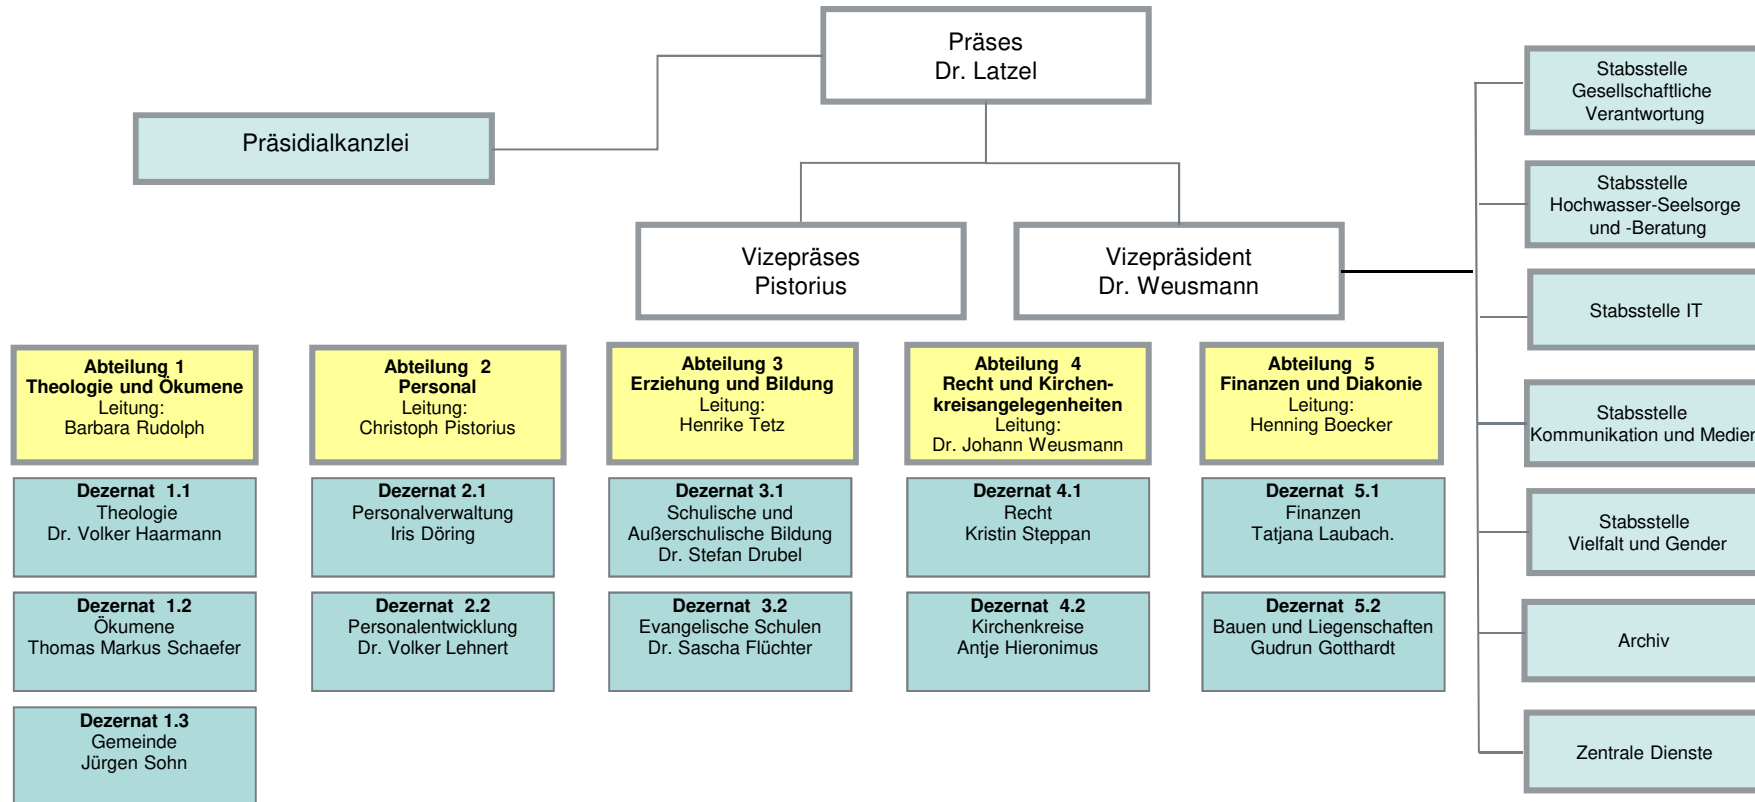 Präses
Dr. Latzel
Präsidialkanzlei
Vizepräses
Pistorius
Vizepräsident
Dr. Weusmann
Stabsstelle
Gesellschaftliche
Verantwortung
Stabsstelle
Hochwasser-Seelsorge
und -Beratung
Stabsstelle IT
Stabsstelle
Kommunikation und Medien
Stabsstelle
Vielfalt und Gender
Archiv
Zentrale Dienste
Abteilung 1
Theologie und Ökumene
Leitung:
Barbara Rudolph
Dezernat 1.1
Theologie
Dr. Volker Haarmann
Dezernat 1.2
Ökumene
Thomas Markus Schaefer
Dezernat 1.3
Gemeinde
Jürgen Sohn
Abteilung 2
Personal
Leitung:
Christoph Pistorius
Dezernat 2.1
Personalverwaltung
Iris Döring
Dezernat 2.2
Personalentwicklung
Dr. Volker Lehnert
Abteilung 3
Erziehung und Bildung
Leitung:
Henrike Tetz
Dezernat 3.1
Schulische und
Außerschulische Bildung
Dr. Stefan Drubel
Dezernat 3.2
Evangelische Schulen
Dr. Sascha Flüchter
Abteilung 4
Recht und Kirchen-
kreisangelegenheiten
Leitung:
Dr. Johann Weusmann
Dezernat 4.1
Recht
Kristin Steppan
Dezernat 4.2
Kirchenkreise
Antje Hieronimus
Abteilung 5
Finanzen und Diakonie
Leitung:
Henning Boecker
Dezernat 5.1
Finanzen
Tatjana Laubach.
Dezernat 5.2
Bauen und Liegenschaften
Gudrun Gotthardt